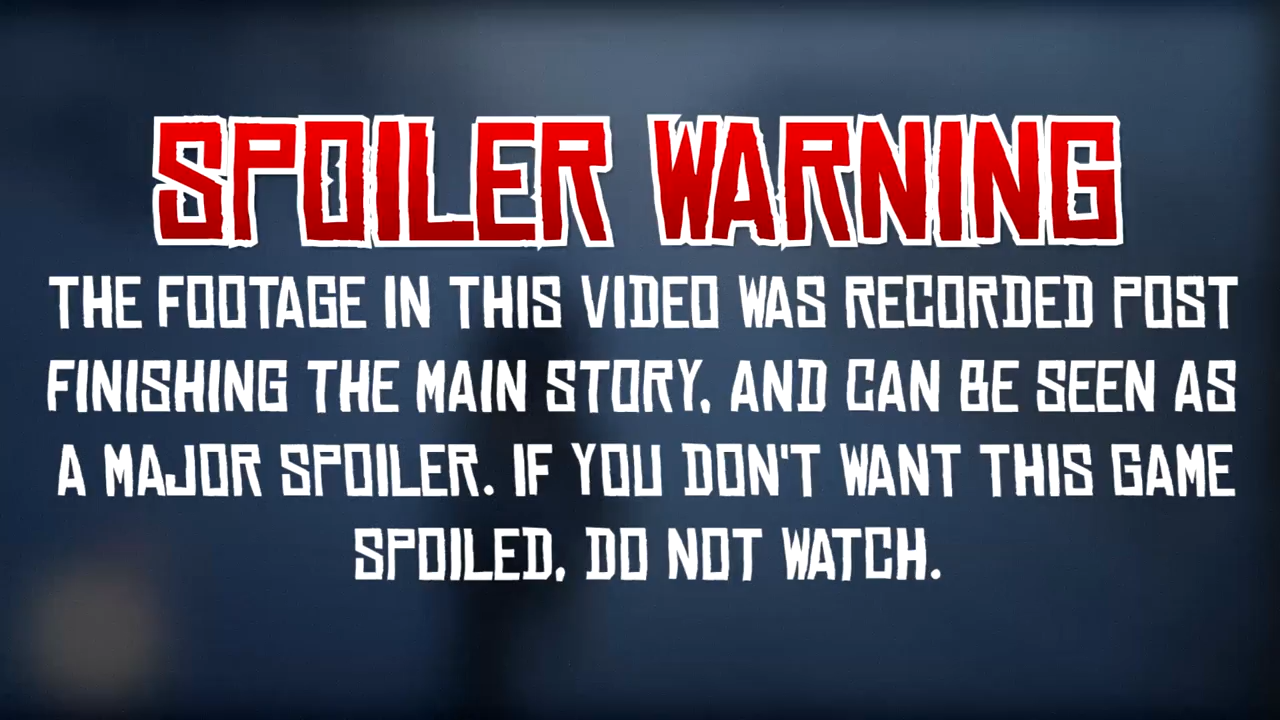 SPOILER WARNING
THE FOOTAGE IN THIS VIDEO WAS RECORDED POST
FINISHING THE MAIN STORY, AND CAN BE SEEN AS
A MAJOR SPOILER. IF YOU DON'T WANT THIS GAME
SPOILED, DO NOT WATCH.